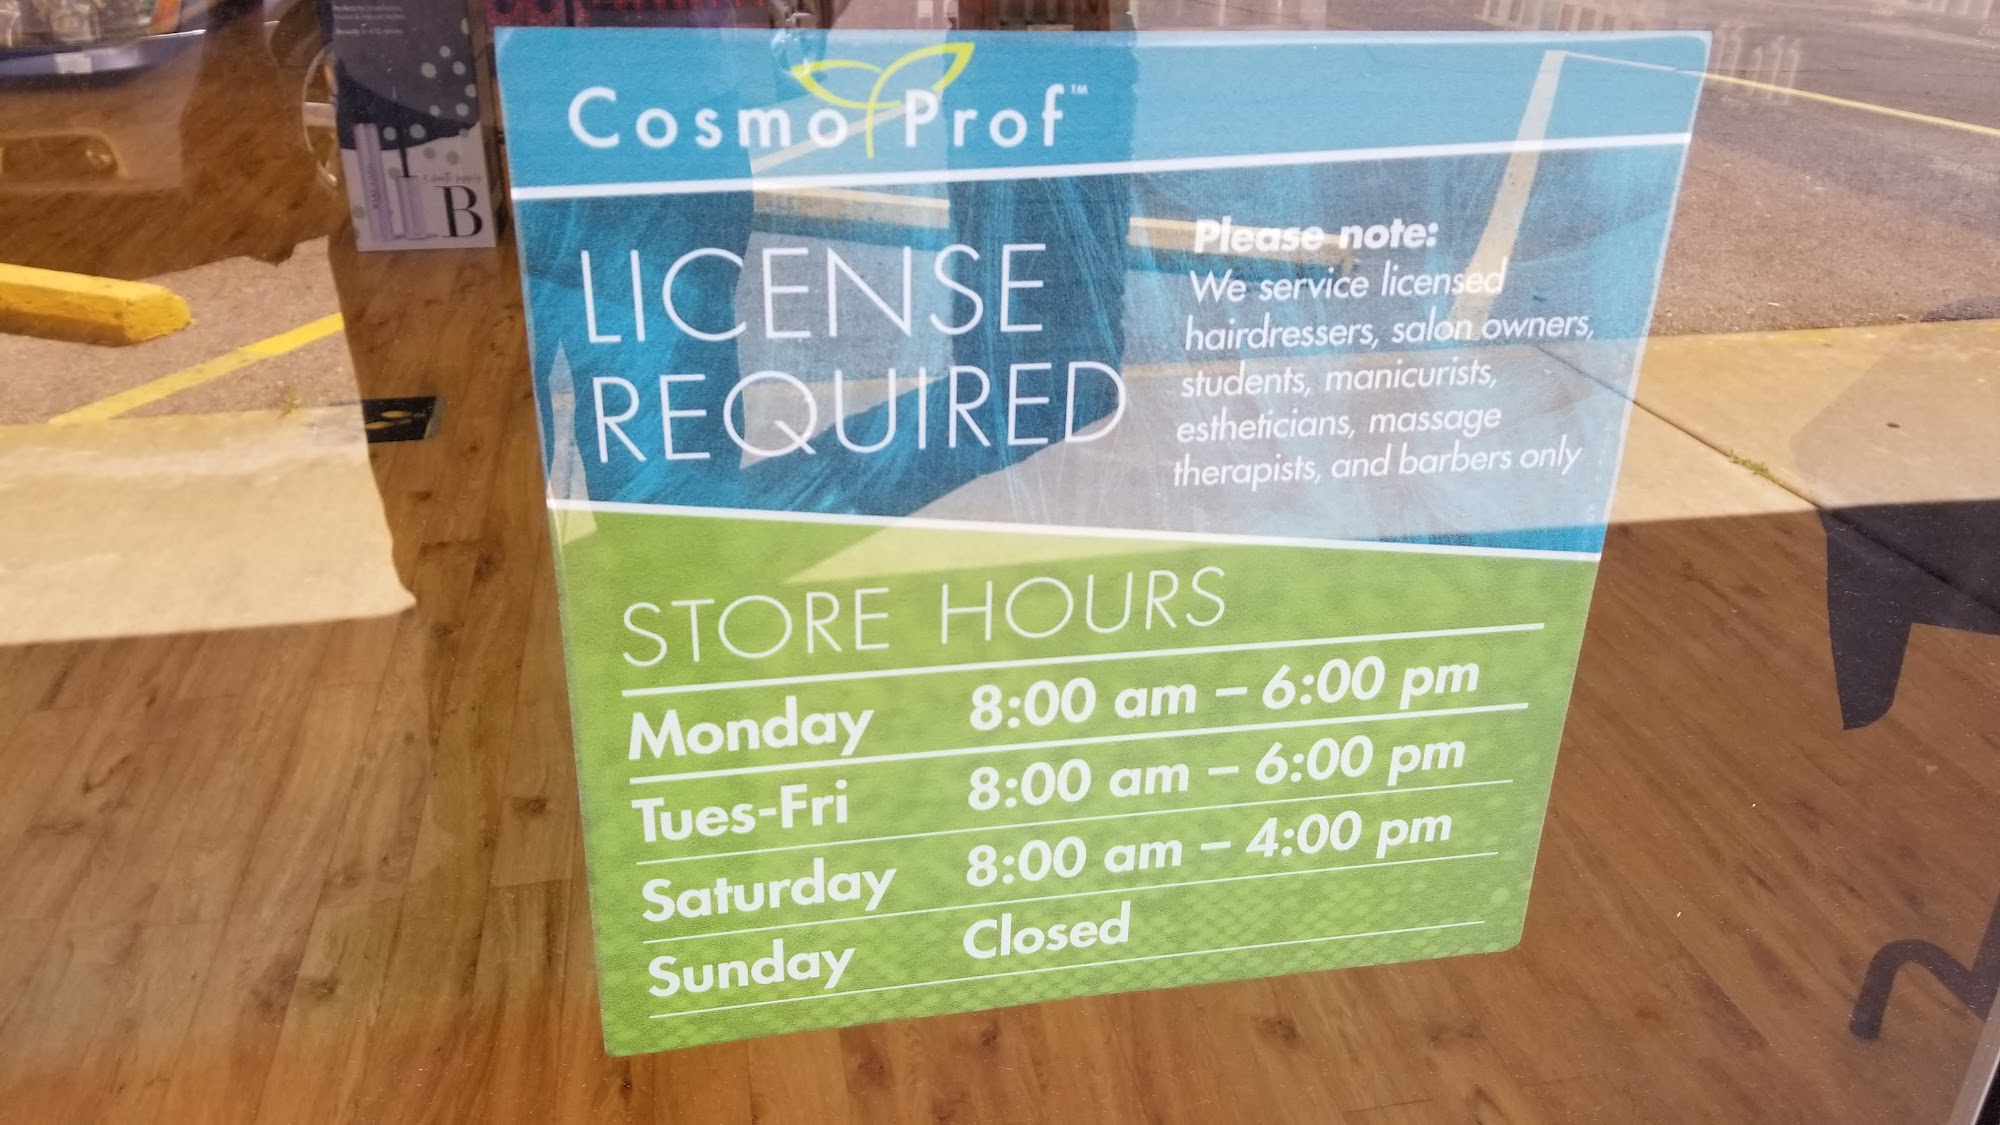 Cosmo Prof™
LICENSE
REQUIRED
Please note:
We service licensed
hairdressers, salon owners,
students, manicurists,
estheticians, massage
therapists, and barbers only
STORE HOURS
Monday 8:00 am – 6:00 pm
Tues-Fri 8:00 am – 6:00 pm
Saturday 8:00 am – 4:00 pm
Sunday Closed
B